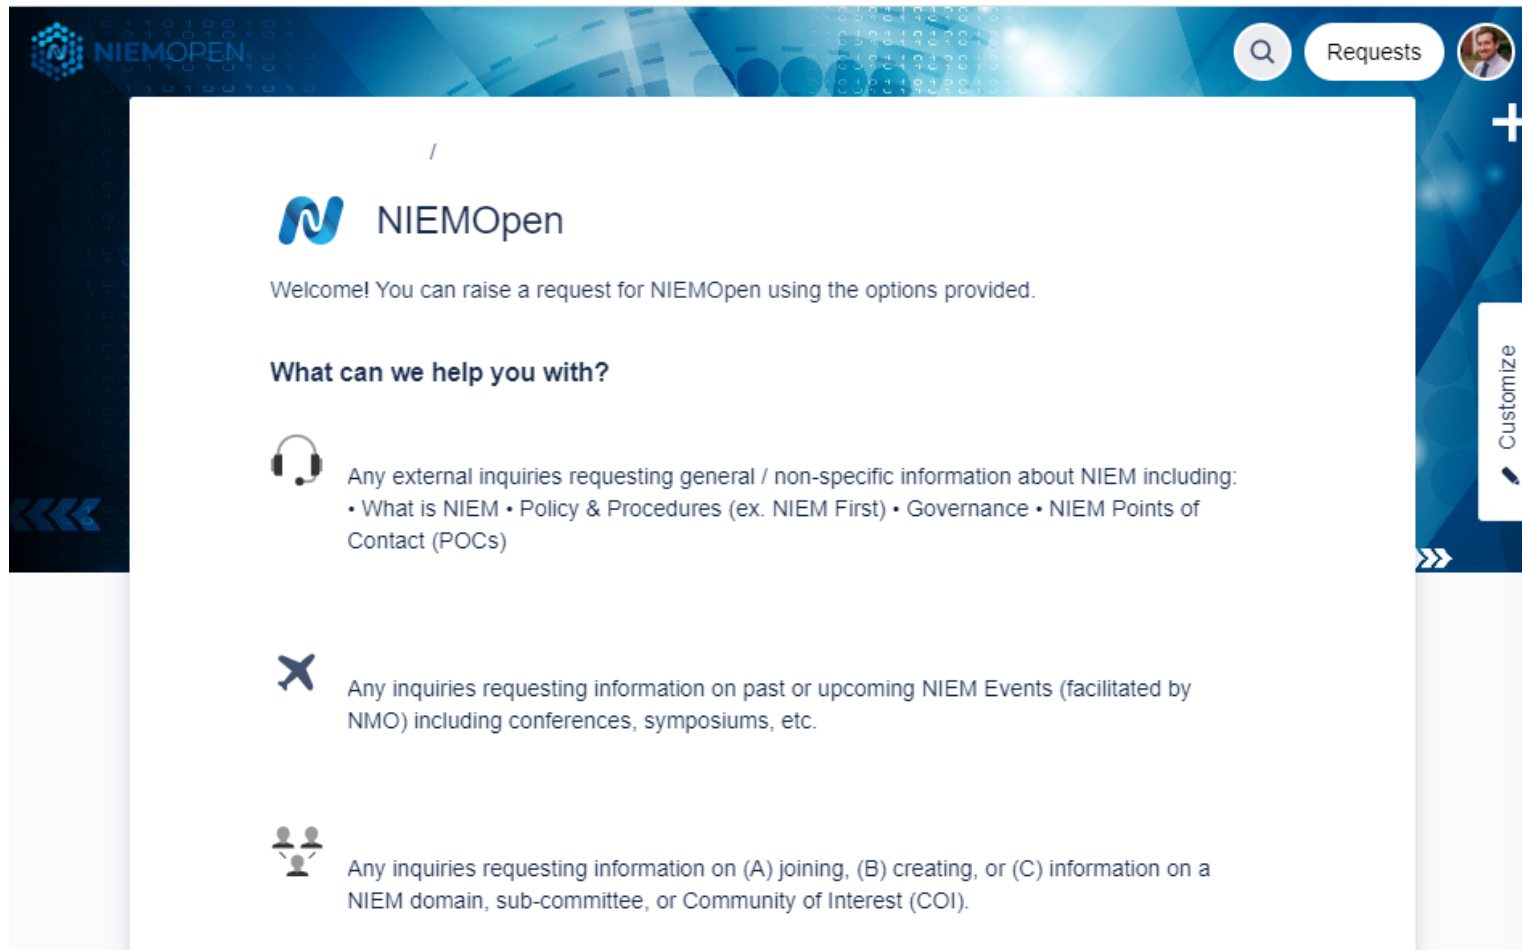 NIEMOPEN
Requests
/
NIEMOpen
Welcome! You can raise a request for NIEMOpen using the options provided.
What can we help you with?
Customize
Any external inquiries requesting general / non-specific information about NIEM including:
• What is NIEM • Policy & Procedures (ex. NIEM First) • Governance • NIEM Points of
Contact (POCs)
Any inquiries requesting information on past or upcoming NIEM Events (facilitated by
NMO) including conferences, symposiums, etc.
Any inquiries requesting information on (A) joining, (B) creating, or (C) information on a
NIEM domain, sub-committee, or Community of Interest (COI).